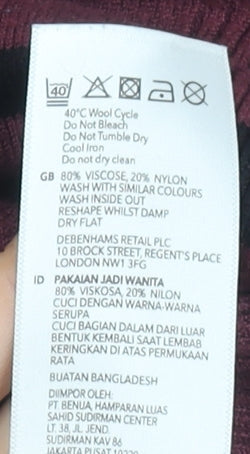 40
40°C Wool Cycle
Do Not Bleach
Do Not Tumble Dry
Cool Iron
Do not dry clean
GB 80% VISCOSE, 20% NYLON
WASH WITH SIMILAR COLOURS
WASH INSIDE OUT
RESHAPE WHILST DAMP
DRY FLAT
DEBENHAMS RETAIL PLC
10 BROCK STREET, REGENT'S PLACE
LONDON NW1 3FG
ID PAKAIAN JADI WANITA
80% VISKOSA, 20% NILON
CUCI DENGAN WARNA-WARNA
SERUPA
CUCI BAGIAN DALAM DARI LUAR
BENTUK KEMBALI SAAT LEMBAB
KERINGKAN DI ATAS PERMUKAAN
RATA
BUATAN BANGLADESH
DIIMPOR OLEH:
PT. BENUA, HAMPARAN LUAS
SAHID SUDIRMAN CENTER
LT. 38, JL. JEND.
SUDIRMAN KAV 86
JAKARTA PUSAT